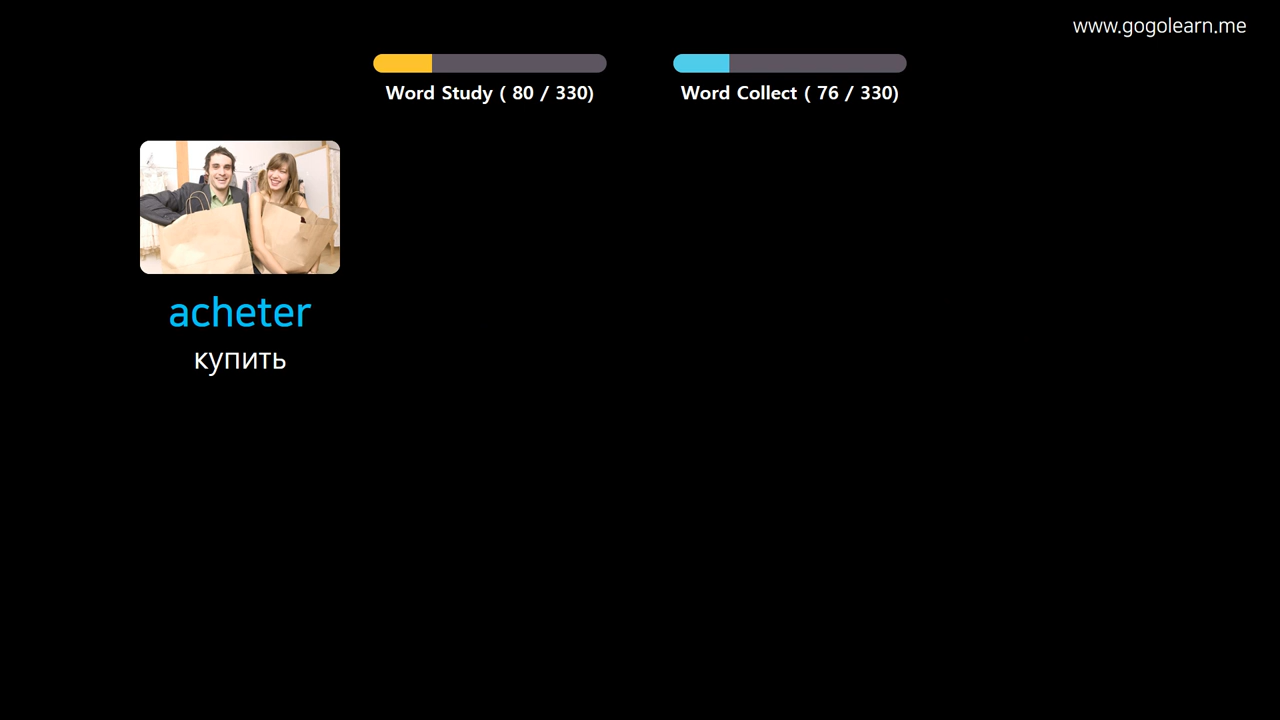 www.gogolearn.me
Word Study ( 80 / 330)
Word Collect ( 76 / 330)
acheter
купить